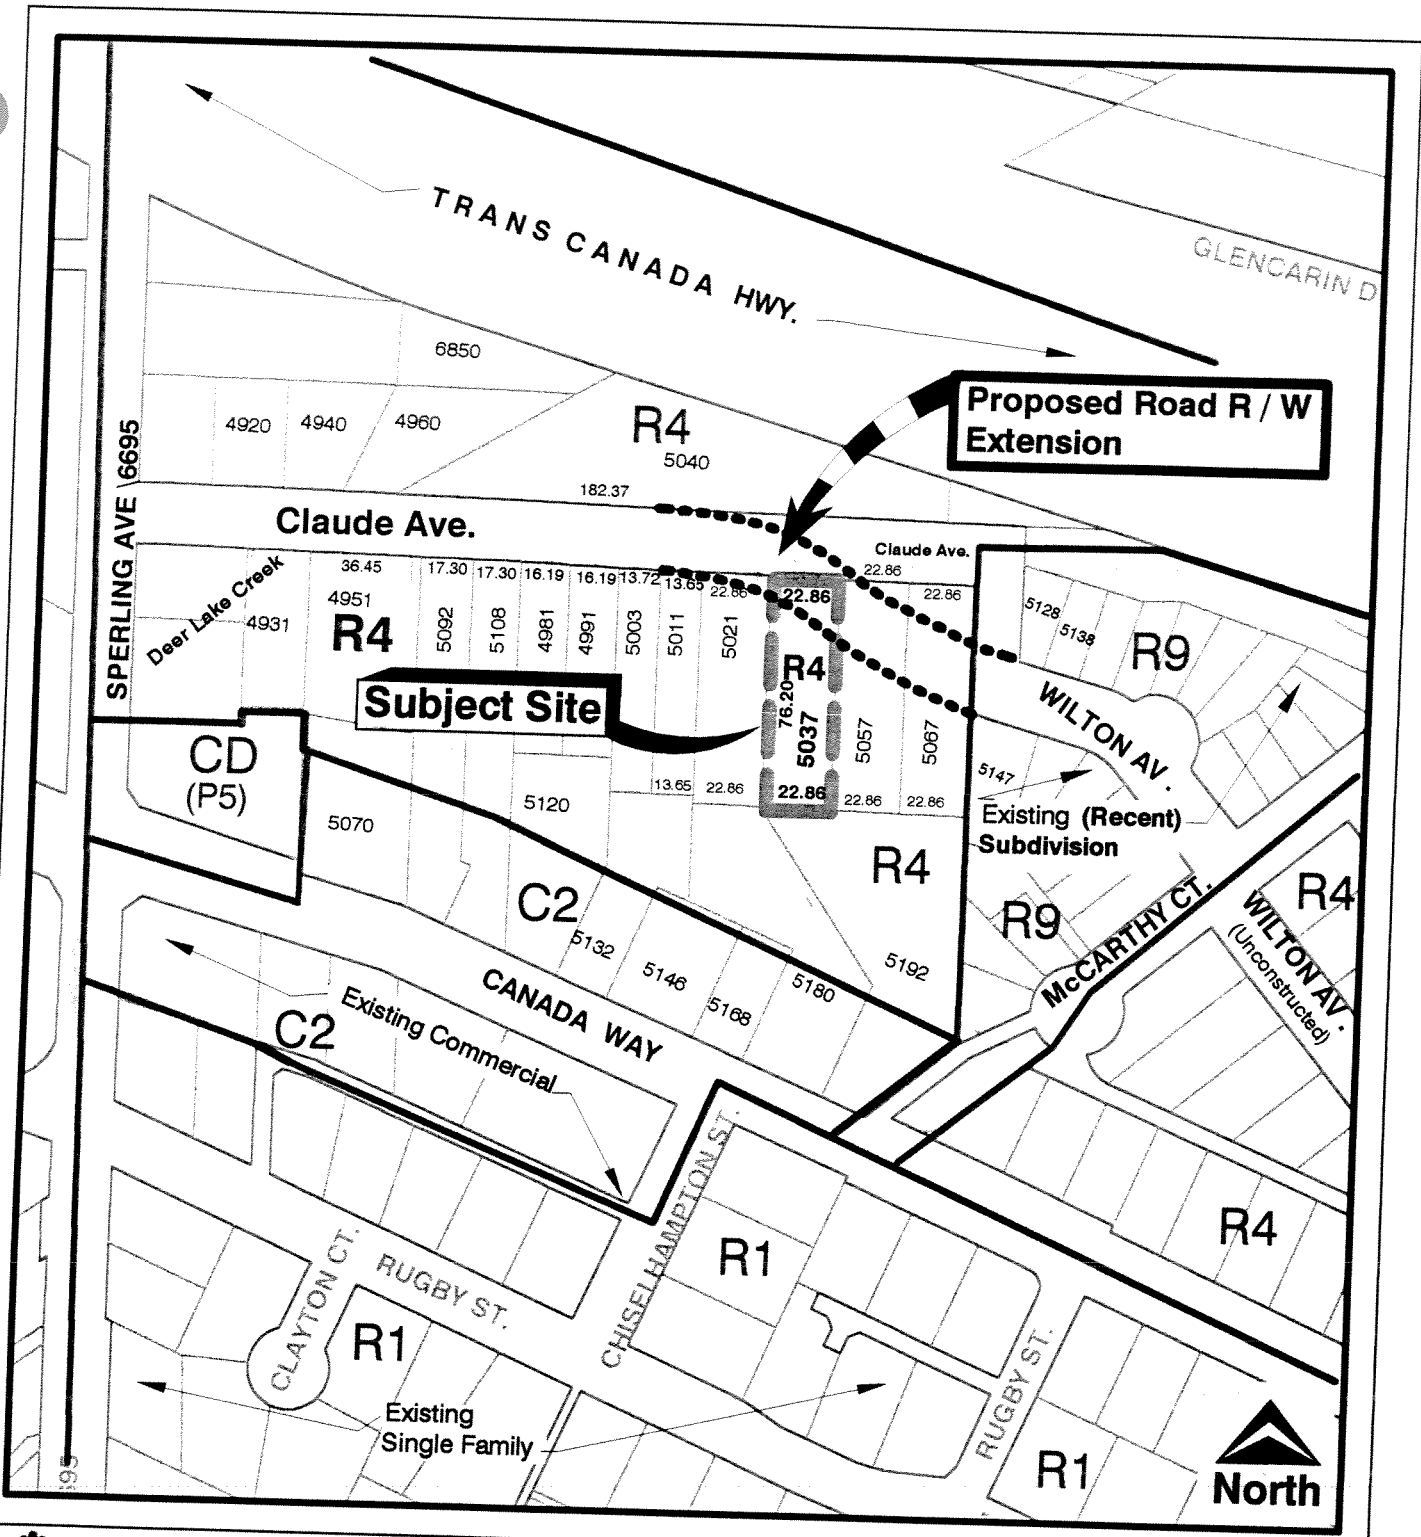 TRANS CANADA HWY.
GLENCARIN D
6850
Proposed Road R / W
Extension
4920
4940
4960
R4
5040
SPERLING AVE
6695
182.37
Claude Ave.
Claude Ave.
22.86
Deer Lake Creek
36.45
17.30
17.30
16.19
16.19
13.72
13.65
22.86
22.86
22.86
4931
4951
R4
5092
5108
4981
4991
5003
5011
5021
R4
76.20
5037
5057
5067
5128
5138
R9
WILTON AV.
Subject Site
CD
(P5)
5147
Existing (Recent)
Subdivision
13.65
22.86
22.86
22.86
22.86
5070
5120
R4
R9
McCARTHY CT.
R4
WILTON AV.
(Unconstructed)
C2
5132
5146
5168
5180
5192
CANADA WAY
Existing Commercial
C2
CHISELHAMPTON ST.
R1
R4
CLAYTON CT.
RUGBY ST.
R1
RUGBY ST.
Existing
Single Family
R1
North